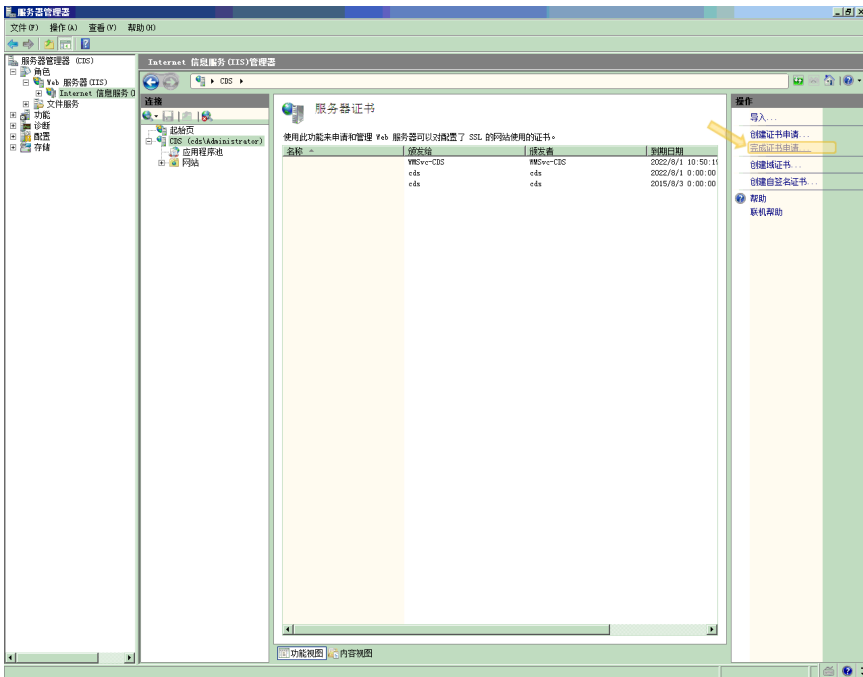 服务器管理器
文件(F) 操作(A) 查看(V) 帮助(H)
服务器管理器 (CDS)
角色
Web 服务器(IIS)
Internet 信息服务(I
文件服务
功能
诊断
配置
存储
Internet 信息服务(IIS)管理器
CDS
连接
起始页
CDS (cds\Administrator)
应用程序池
网站
服务器证书
使用此功能来申请和管理 Web 服务器可以对配置了 SSL 的网站使用的证书。
名称 颁发给 颁发者 到期日期
WMSvc-CDS WMSvc-CDS 2022/8/1 10:50:19
cds cds 2022/8/1 0:00:00
cds cds 2015/8/3 0:00:00
功能视图 内容视图
操作
导入...
创建证书申请...
完成证书申请...
创建域证书...
创建自签名证书...
帮助
联机帮助